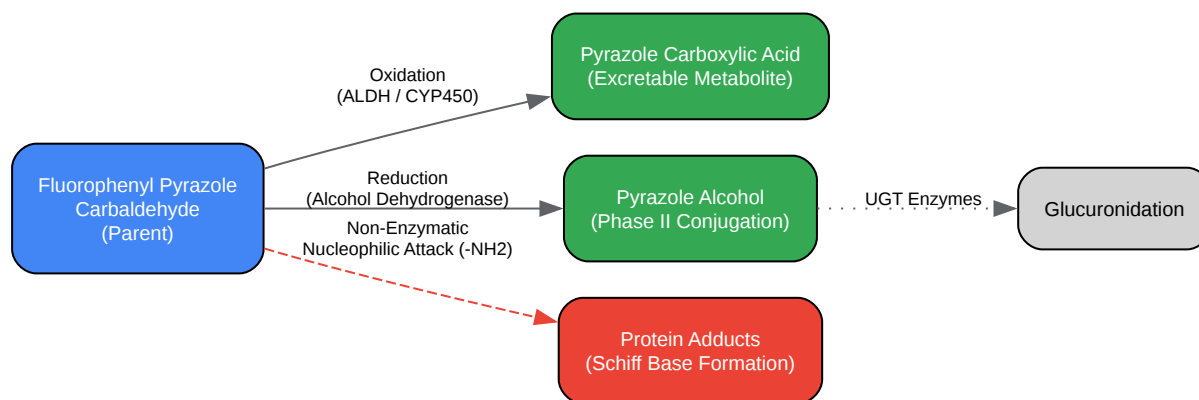 Fluorophenyl Pyrazole
Carbaldehyde
(Parent)
Oxidation
(ALDH / CYP450)
Pyrazole Carboxylic Acid
(Excretable Metabolite)
Reduction
(Alcohol Dehydrogenase)
Pyrazole Alcohol
(Phase II Conjugation)
UGT Enzymes
Glucuronidation
Non-Enzymatic
Nucleophilic Attack (-NH2)
Protein Adducts
(Schiff Base Formation)